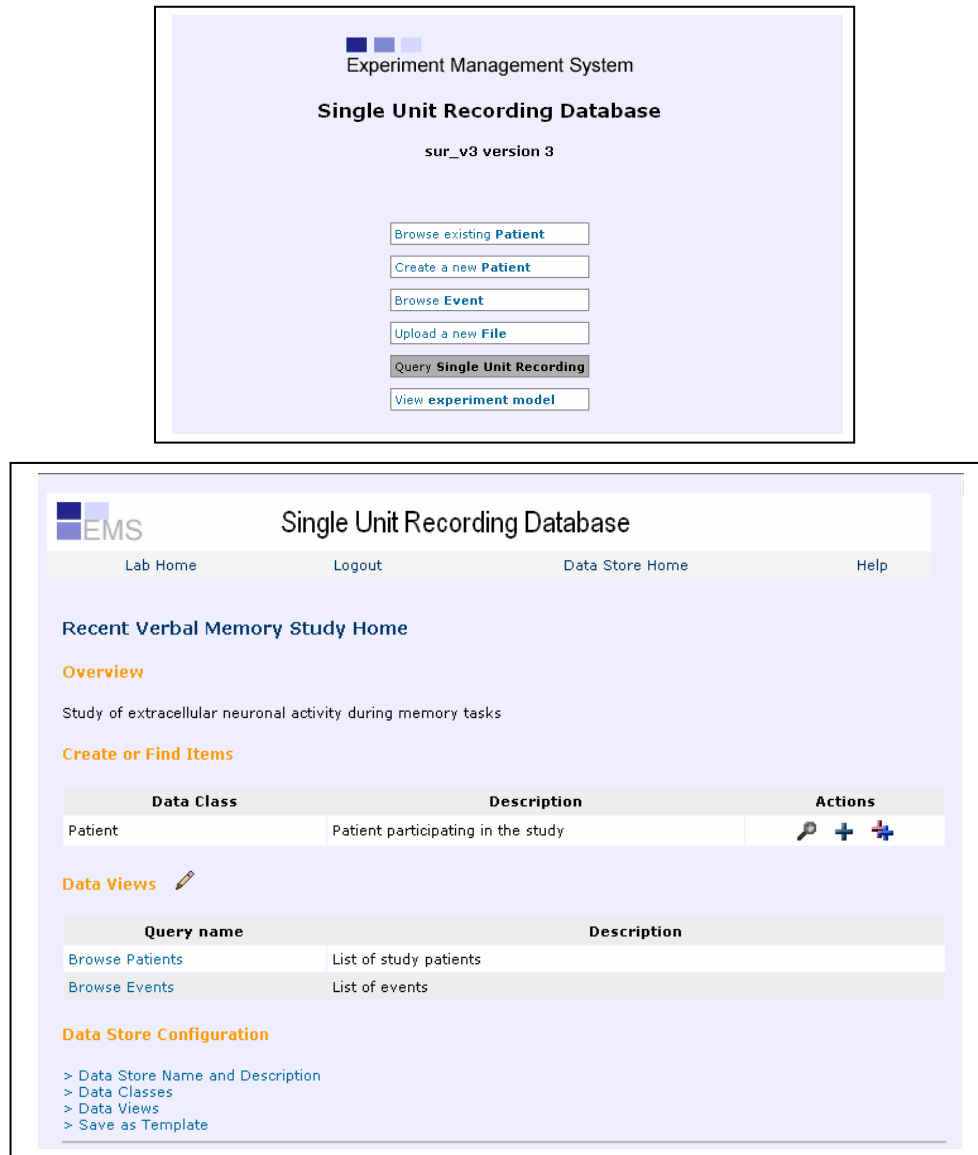 Experiment Management System
Single Unit Recording Database
sur_v3 version 3
Browse existing Patient
Create a new Patient
Browse Event
Upload a new File
Query Single Unit Recording
View experiment model
EMS Single Unit Recording Database
Lab Home Logout Data Store Home Help
Recent Verbal Memory Study Home
Overview
Study of extracellular neuronal activity during memory tasks
Create or Find Items
Data Class Description Actions
Patient Patient participating in the study
Data Views
Query name Description
Browse Patients List of study patients
Browse Events List of events
Data Store Configuration
> Data Store Name and Description
> Data Classes
> Data Views
> Save as Template